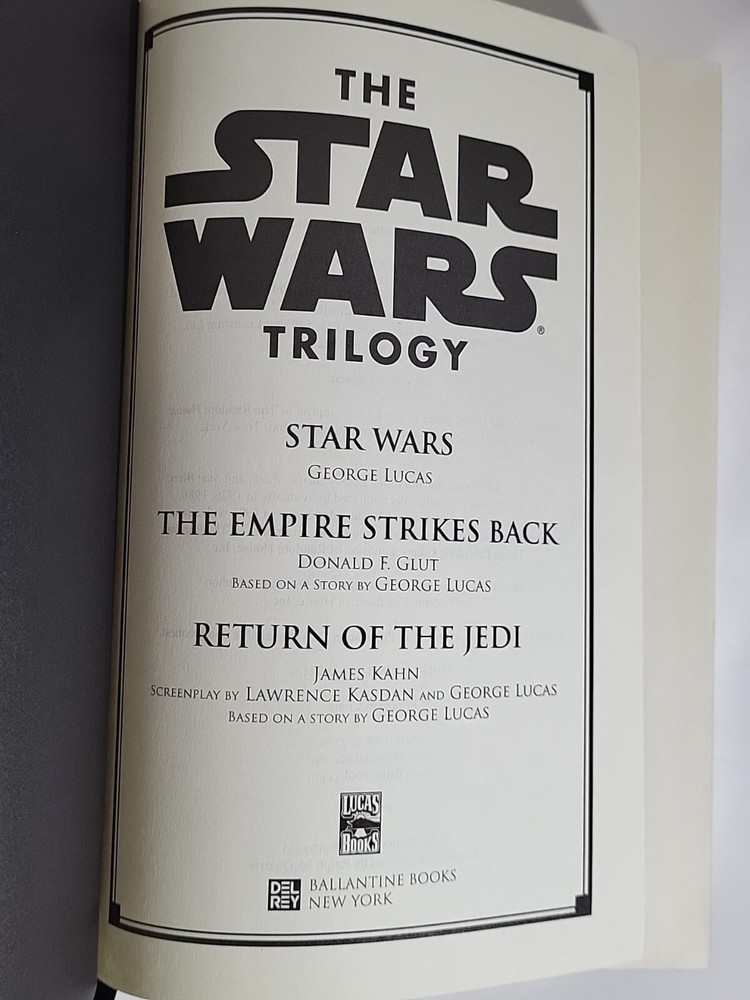 THE
STAR
WARS®
TRILOGY
STAR WARS
GEORGE LUCAS
THE EMPIRE STRIKES BACK
DONALD F. GLUT
BASED ON A STORY BY GEORGE LUCAS
RETURN OF THE JEDI
JAMES KAHN
SCREENPLAY BY LAWRENCE KASDAN AND GEORGE LUCAS
BASED ON A STORY BY GEORGE LUCAS
LUCAS
BOOKS
DEL
REY
BALLANTINE BOOKS
NEW YORK